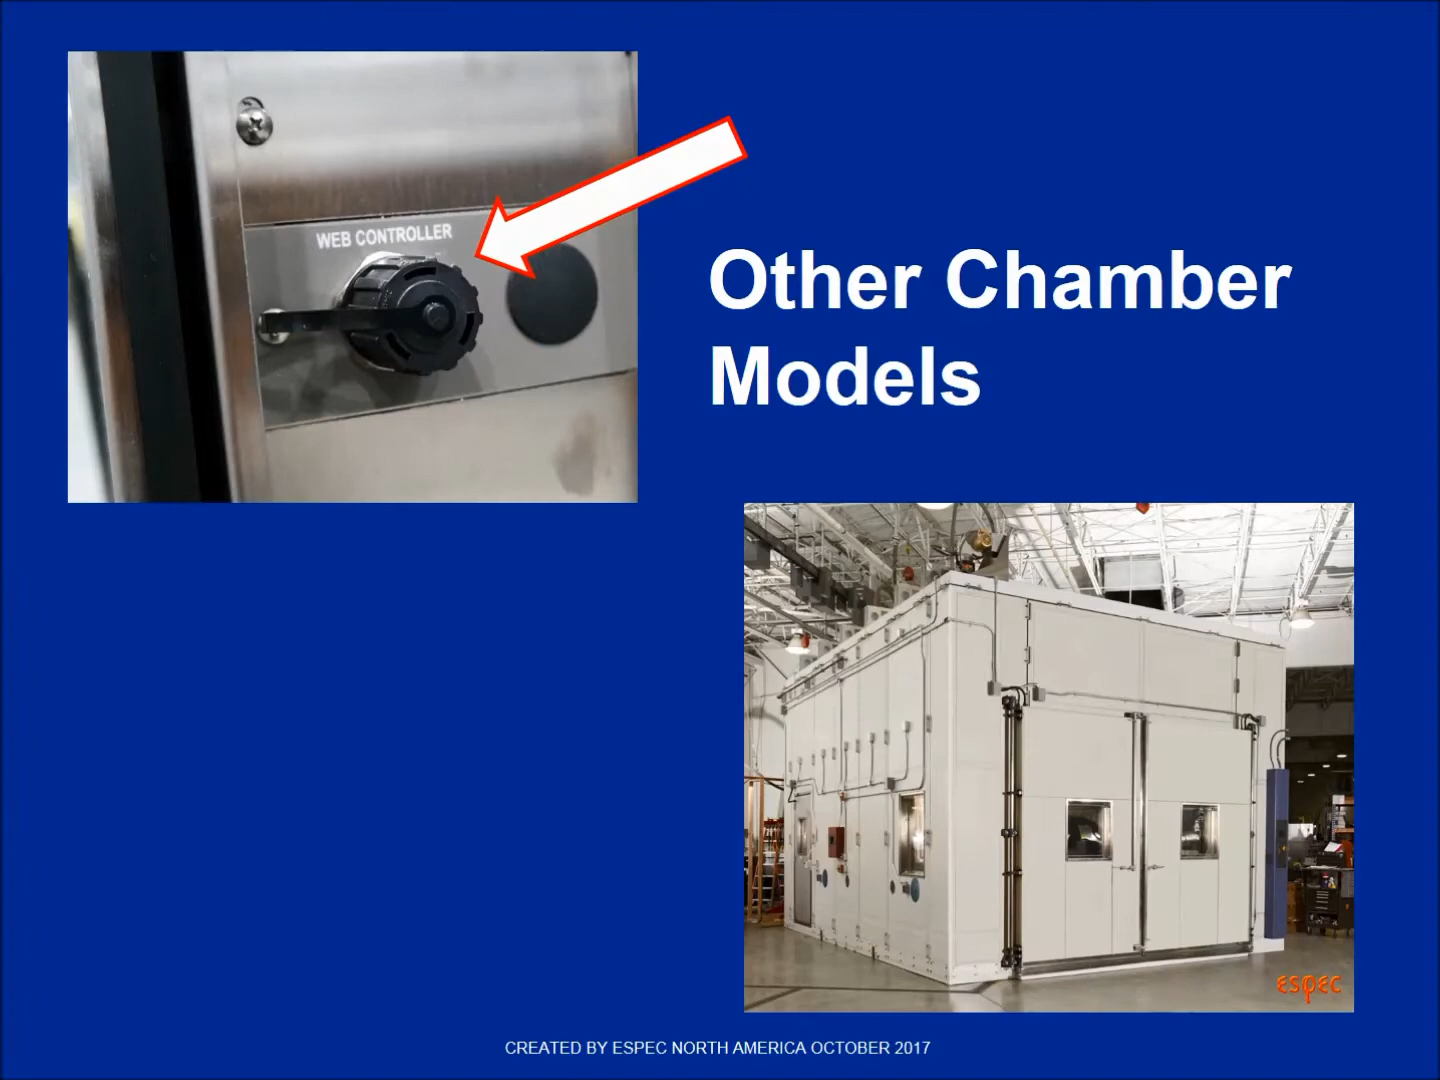 WEB CONTROLLER
Other Chamber
Models
espec
CREATED BY ESPEC NORTH AMERICA OCTOBER 2017